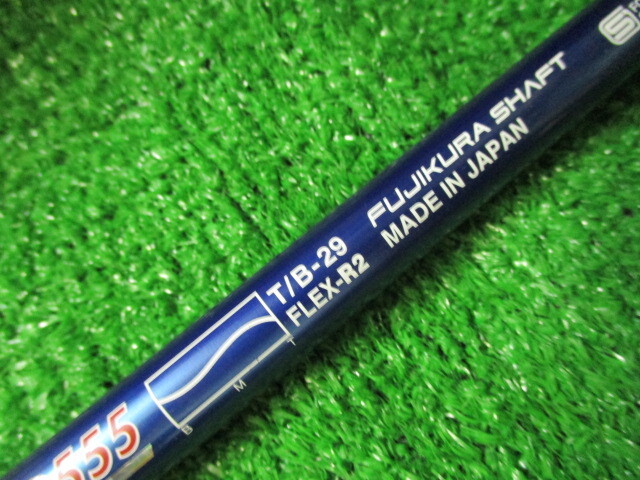 FUJIKURA SHAFT
MADE IN JAPAN
T/B-29
FLEX-R2
B M T
555